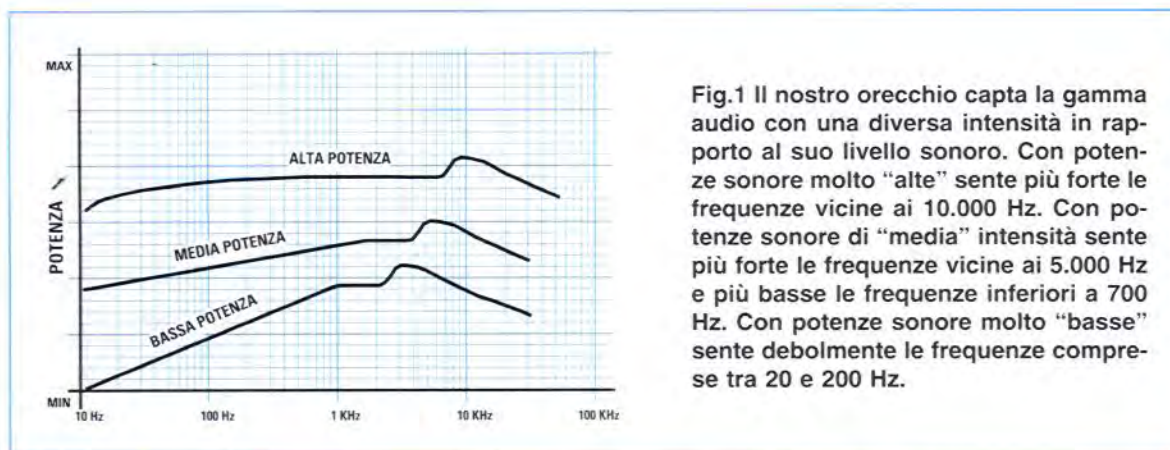 MAX
POTENZA
ALTA POTENZA
MEDIA POTENZA
BASSA POTENZA
MIN
10 Hz 100 Hz 1 KHz 10 KHz 100 KHz
Fig.1 Il nostro orecchio capta la gamma
audio con una diversa intensità in rap-
porto al suo livello sonoro. Con poten-
ze sonore molto “alte” sente più forte le
frequenze vicine ai 10.000 Hz. Con po-
tenze sonore di “media” intensità sente
più forte le frequenze vicine ai 5.000 Hz
e più basse le frequenze inferiori a 700
Hz. Con potenze sonore molto “basse”
sente debolmente le frequenze compre-
se tra 20 e 200 Hz.